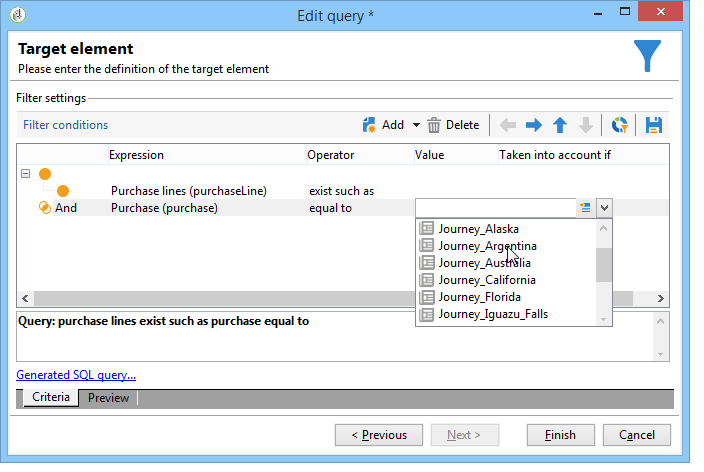 Edit query *
Target element
Please enter the definition of the target element
Filter settings
Filter conditions Add Delete
Expression Operator Value Taken into account if
Purchase lines (purchaseLine) exist such as
And Purchase (purchase) equal to
Journey_Alaska
Journey_Argentina
Journey_Australia
Journey_California
Journey_Florida
Journey_Iguazu_Falls
Query: purchase lines exist such as purchase equal to
Generated SQL query...
Criteria Preview
< Previous Next > Finish Cancel